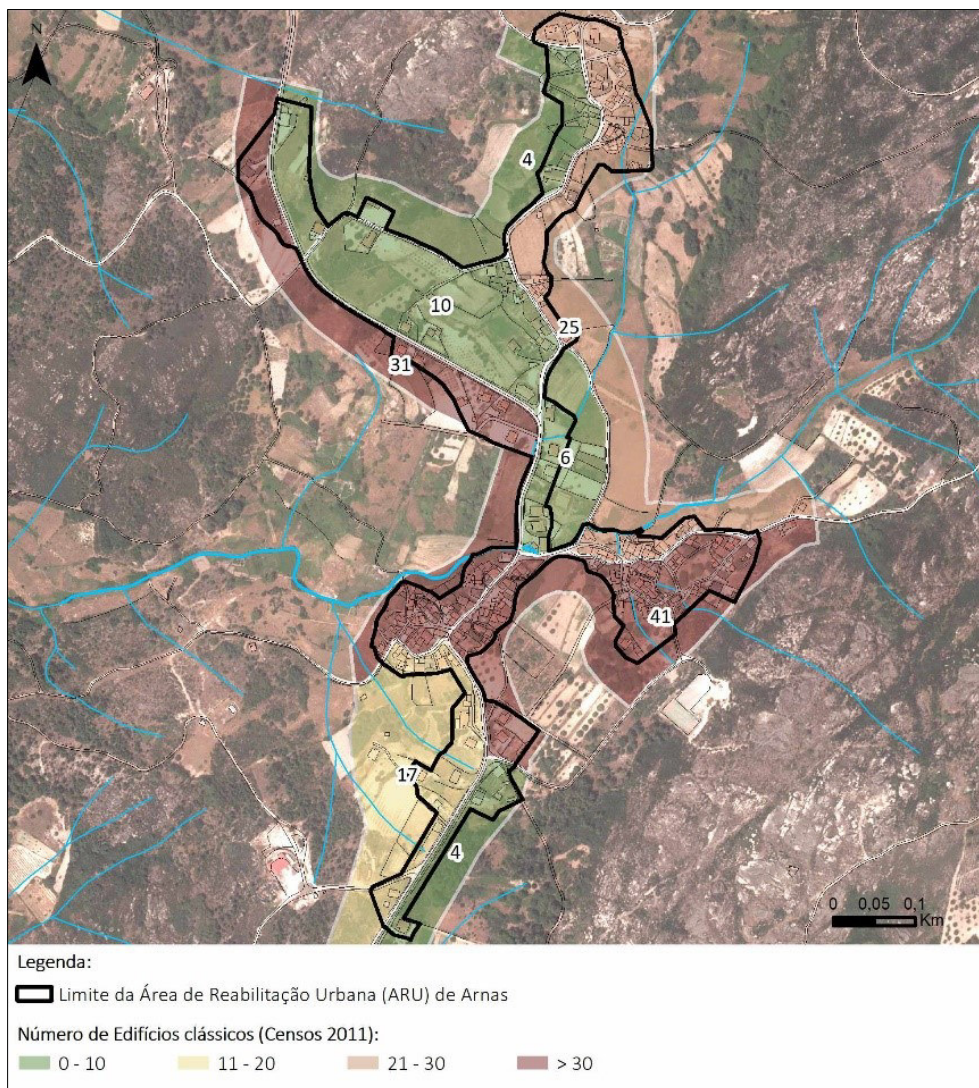 N
4
10
25
31
6
41
17
4
0 0,05 0,1
Km
Legenda:
Limite da Área de Reabilitação Urbana (ARU) de Arnas
Número de Edifícios clássicos (Censos 2011):
0 - 10 11 - 20 21 - 30 > 30